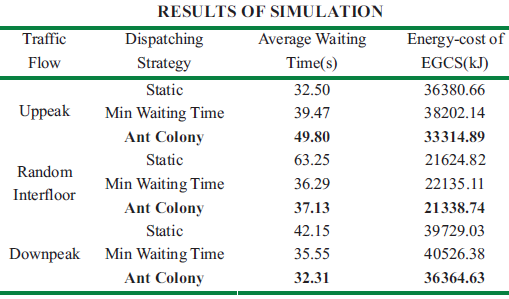 RESULTS OF SIMULATION
Traffic Flow Dispatching Strategy Average Waiting Time(s) Energy-cost of EGCS(kJ)
Uppeak Static 32.50 36380.66
Min Waiting Time 39.47 38202.14
Ant Colony 49.80 33314.89
Random Interfloor Static 63.25 21624.82
Min Waiting Time 36.29 22135.11
Ant Colony 37.13 21338.74
Downpeak Static 42.15 39729.03
Min Waiting Time 35.55 40526.38
Ant Colony 32.31 36364.63